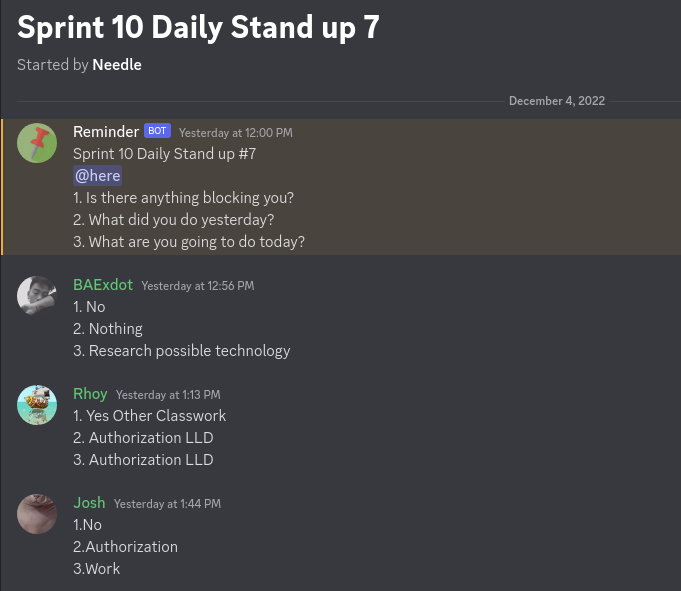 Sprint 10 Daily Stand up 7
Started by Needle
December 4, 2022
Reminder BOT Yesterday at 12:00 PM
Sprint 10 Daily Stand up #7
@here
1. Is there anything blocking you?
2. What did you do yesterday?
3. What are you going to do today?
BAExdot Yesterday at 12:56 PM
1. No
2. Nothing
3. Research possible technology
Rhoy Yesterday at 1:13 PM
1. Yes Other Classwork
2. Authorization LLD
3. Authorization LLD
Josh Yesterday at 1:44 PM
1.No
2.Authorization
3.Work